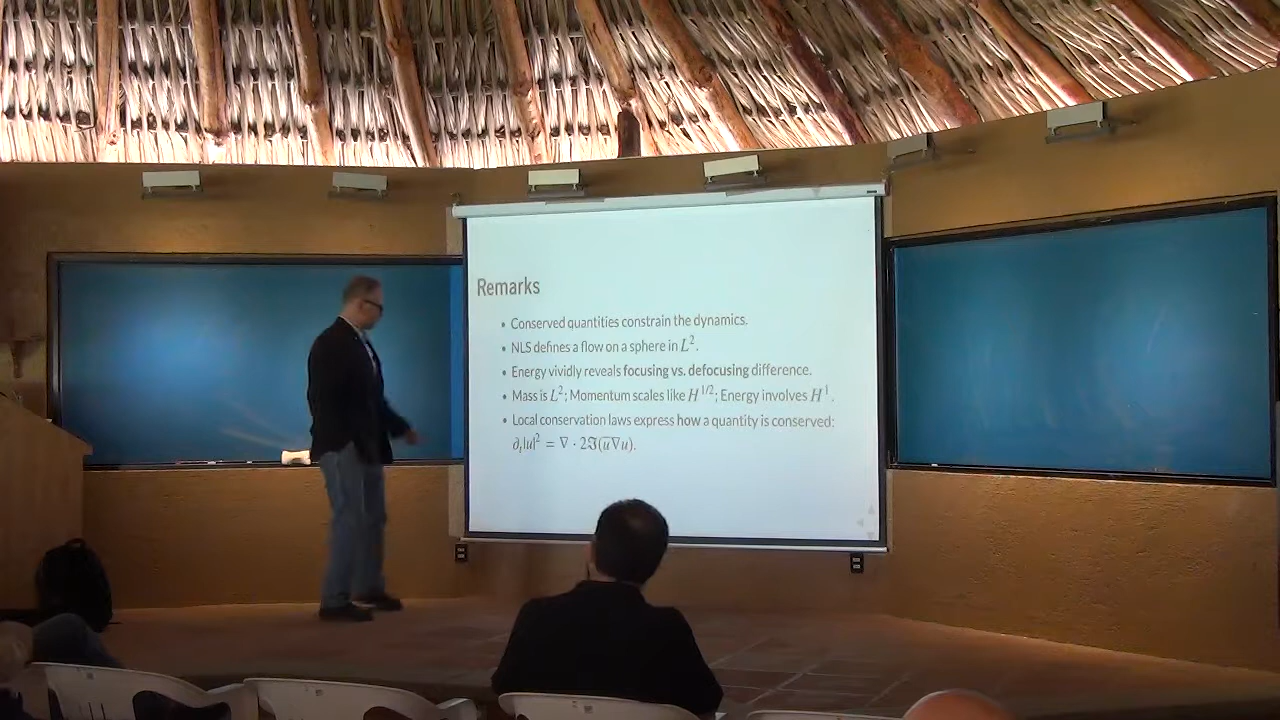 Remarks
• Conserved quantities constrain the dynamics.
• NLS defines a flow on a sphere in L².
• Energy vividly reveals focusing vs. defocusing difference.
• Mass is L²; Momentum scales like H^{1/2}; Energy involves H¹.
• Local conservation laws express how a quantity is conserved:
∂ₜ|u|² = ∇ · 2ℑ(u̅∇u).